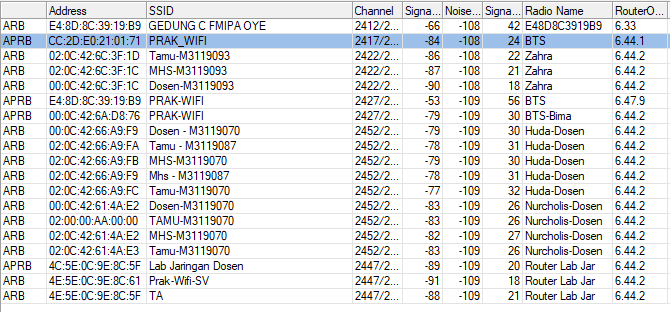 Address SSID Channel Signa... Noise... Signa... Radio Name RouterO...
ARB E4:8D:8C:39:19:B9 GEDUNG C FMIPA OYE 2412/2... -66 -108 42 E48D8C3919B9 6.33
APRB CC:2D:E0:21:01:71 PRAK_WIFI 2417/2... -84 -108 24 BTS 6.44.1
ARB 02:0C:42:6C:3F:1D Tamu-M3119093 2422/2... -86 -108 22 Zahra 6.44.2
ARB 02:0C:42:6C:3F:1C MHS-M3119093 2422/2... -87 -108 21 Zahra 6.44.2
ARB 00:0C:42:6C:3F:1C Dosen-M3119093 2422/2... -90 -108 18 Zahra 6.44.2
APRB E4:8D:8C:39:19:B9 PRAK-WIFI 2427/2... -53 -109 56 BTS 6.47.9
ARB 00:0C:42:6A:D8:76 PRAK-WIFI 2427/2... -79 -109 30 BTS-Bima 6.44.2
ARB 00:0C:42:66:A9:F9 Dosen - M3119070 2452/2... -79 -109 30 Huda-Dosen 6.44.2
ARB 02:0C:42:66:A9:FA Tamu - M3119087 2452/2... -78 -109 31 Huda-Dosen 6.44.2
ARB 02:0C:42:66:A9:FB MHS-M3119070 2452/2... -79 -109 30 Huda-Dosen 6.44.2
ARB 02:0C:42:66:A9:F9 Mhs - M3119087 2452/2... -78 -109 31 Huda-Dosen 6.44.2
ARB 02:0C:42:66:A9:FC Tamu-M3119070 2452/2... -77 -109 32 Huda-Dosen 6.44.2
ARB 00:0C:42:61:4A:E2 Dosen-M3119070 2452/2... -83 -109 26 Nurcholis-Dosen 6.44.2
ARB 02:00:00:AA:00:00 TAMU-M3119070 2452/2... -83 -109 26 Nurcholis-Dosen 6.44.2
ARB 02:0C:42:61:4A:E2 MHS-M3119070 2452/2... -82 -109 27 Nurcholis-Dosen 6.44.2
ARB 02:0C:42:61:4A:E3 Tamu-M3119070 2452/2... -83 -109 26 Nurcholis-Dosen 6.44.2
APRB 4C:5E:0C:9E:8C:5F Lab Jaringan Dosen 2447/2... -89 -109 20 Router Lab Jar 6.44.2
ARB 4E:5E:0C:9E:8C:61 Prak-Wifi-SV 2447/2... -91 -109 18 Router Lab Jar 6.44.2
ARB 4E:5E:0C:9E:8C:5F TA 2447/2... -88 -109 21 Router Lab Jar 6.44.2